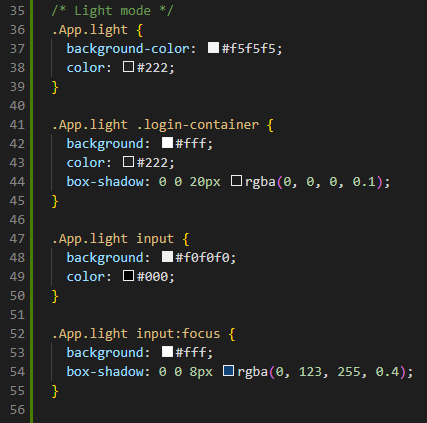 35 /* Light mode */
36 .App.light {
37 background-color: #f5f5f5;
38 color: #222;
39 }
40
41 .App.light .login-container {
42 background: #fff;
43 color: #222;
44 box-shadow: 0 0 20px rgba(0, 0, 0, 0.1);
45 }
46
47 .App.light input {
48 background: #f0f0f0;
49 color: #000;
50 }
51
52 .App.light input:focus {
53 background: #fff;
54 box-shadow: 0 0 8px rgba(0, 123, 255, 0.4);
55 }
56